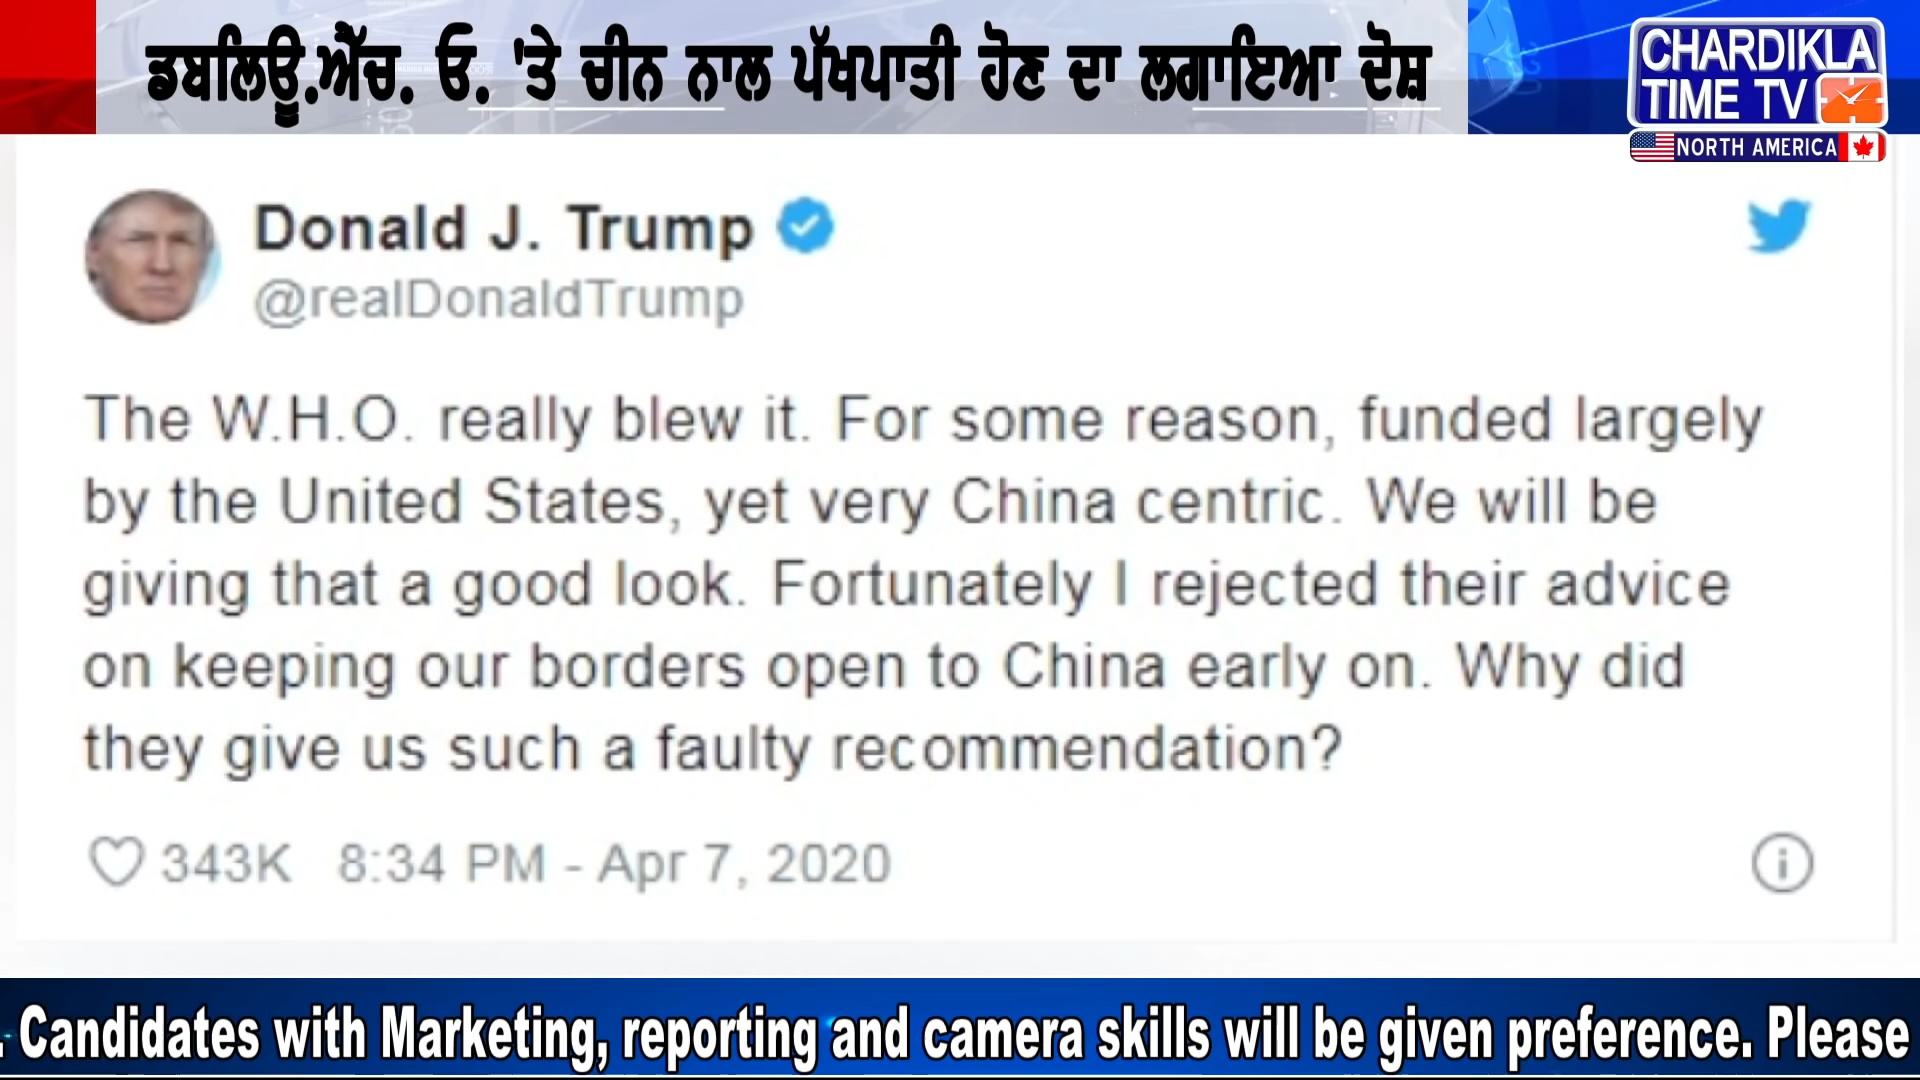 ਡਬਲਿਊ.ਐੱਚ. ਓ. 'ਤੇ ਚੀਨ ਨਾਲ ਪੱਖਪਾਤੀ ਹੋਣ ਦਾ ਲਗਾਇਆ ਦੋਸ਼
CHARDIKLA
TIME TV
NORTH AMERICA
Donald J. Trump
@realDonaldTrump
The W.H.O. really blew it. For some reason, funded largely
by the United States, yet very China centric. We will be
giving that a good look. Fortunately I rejected their advice
on keeping our borders open to China early on. Why did
they give us such a faulty recommendation?
343K 8:34 PM - Apr 7, 2020
. Candidates with Marketing, reporting and camera skills will be given preference. Please